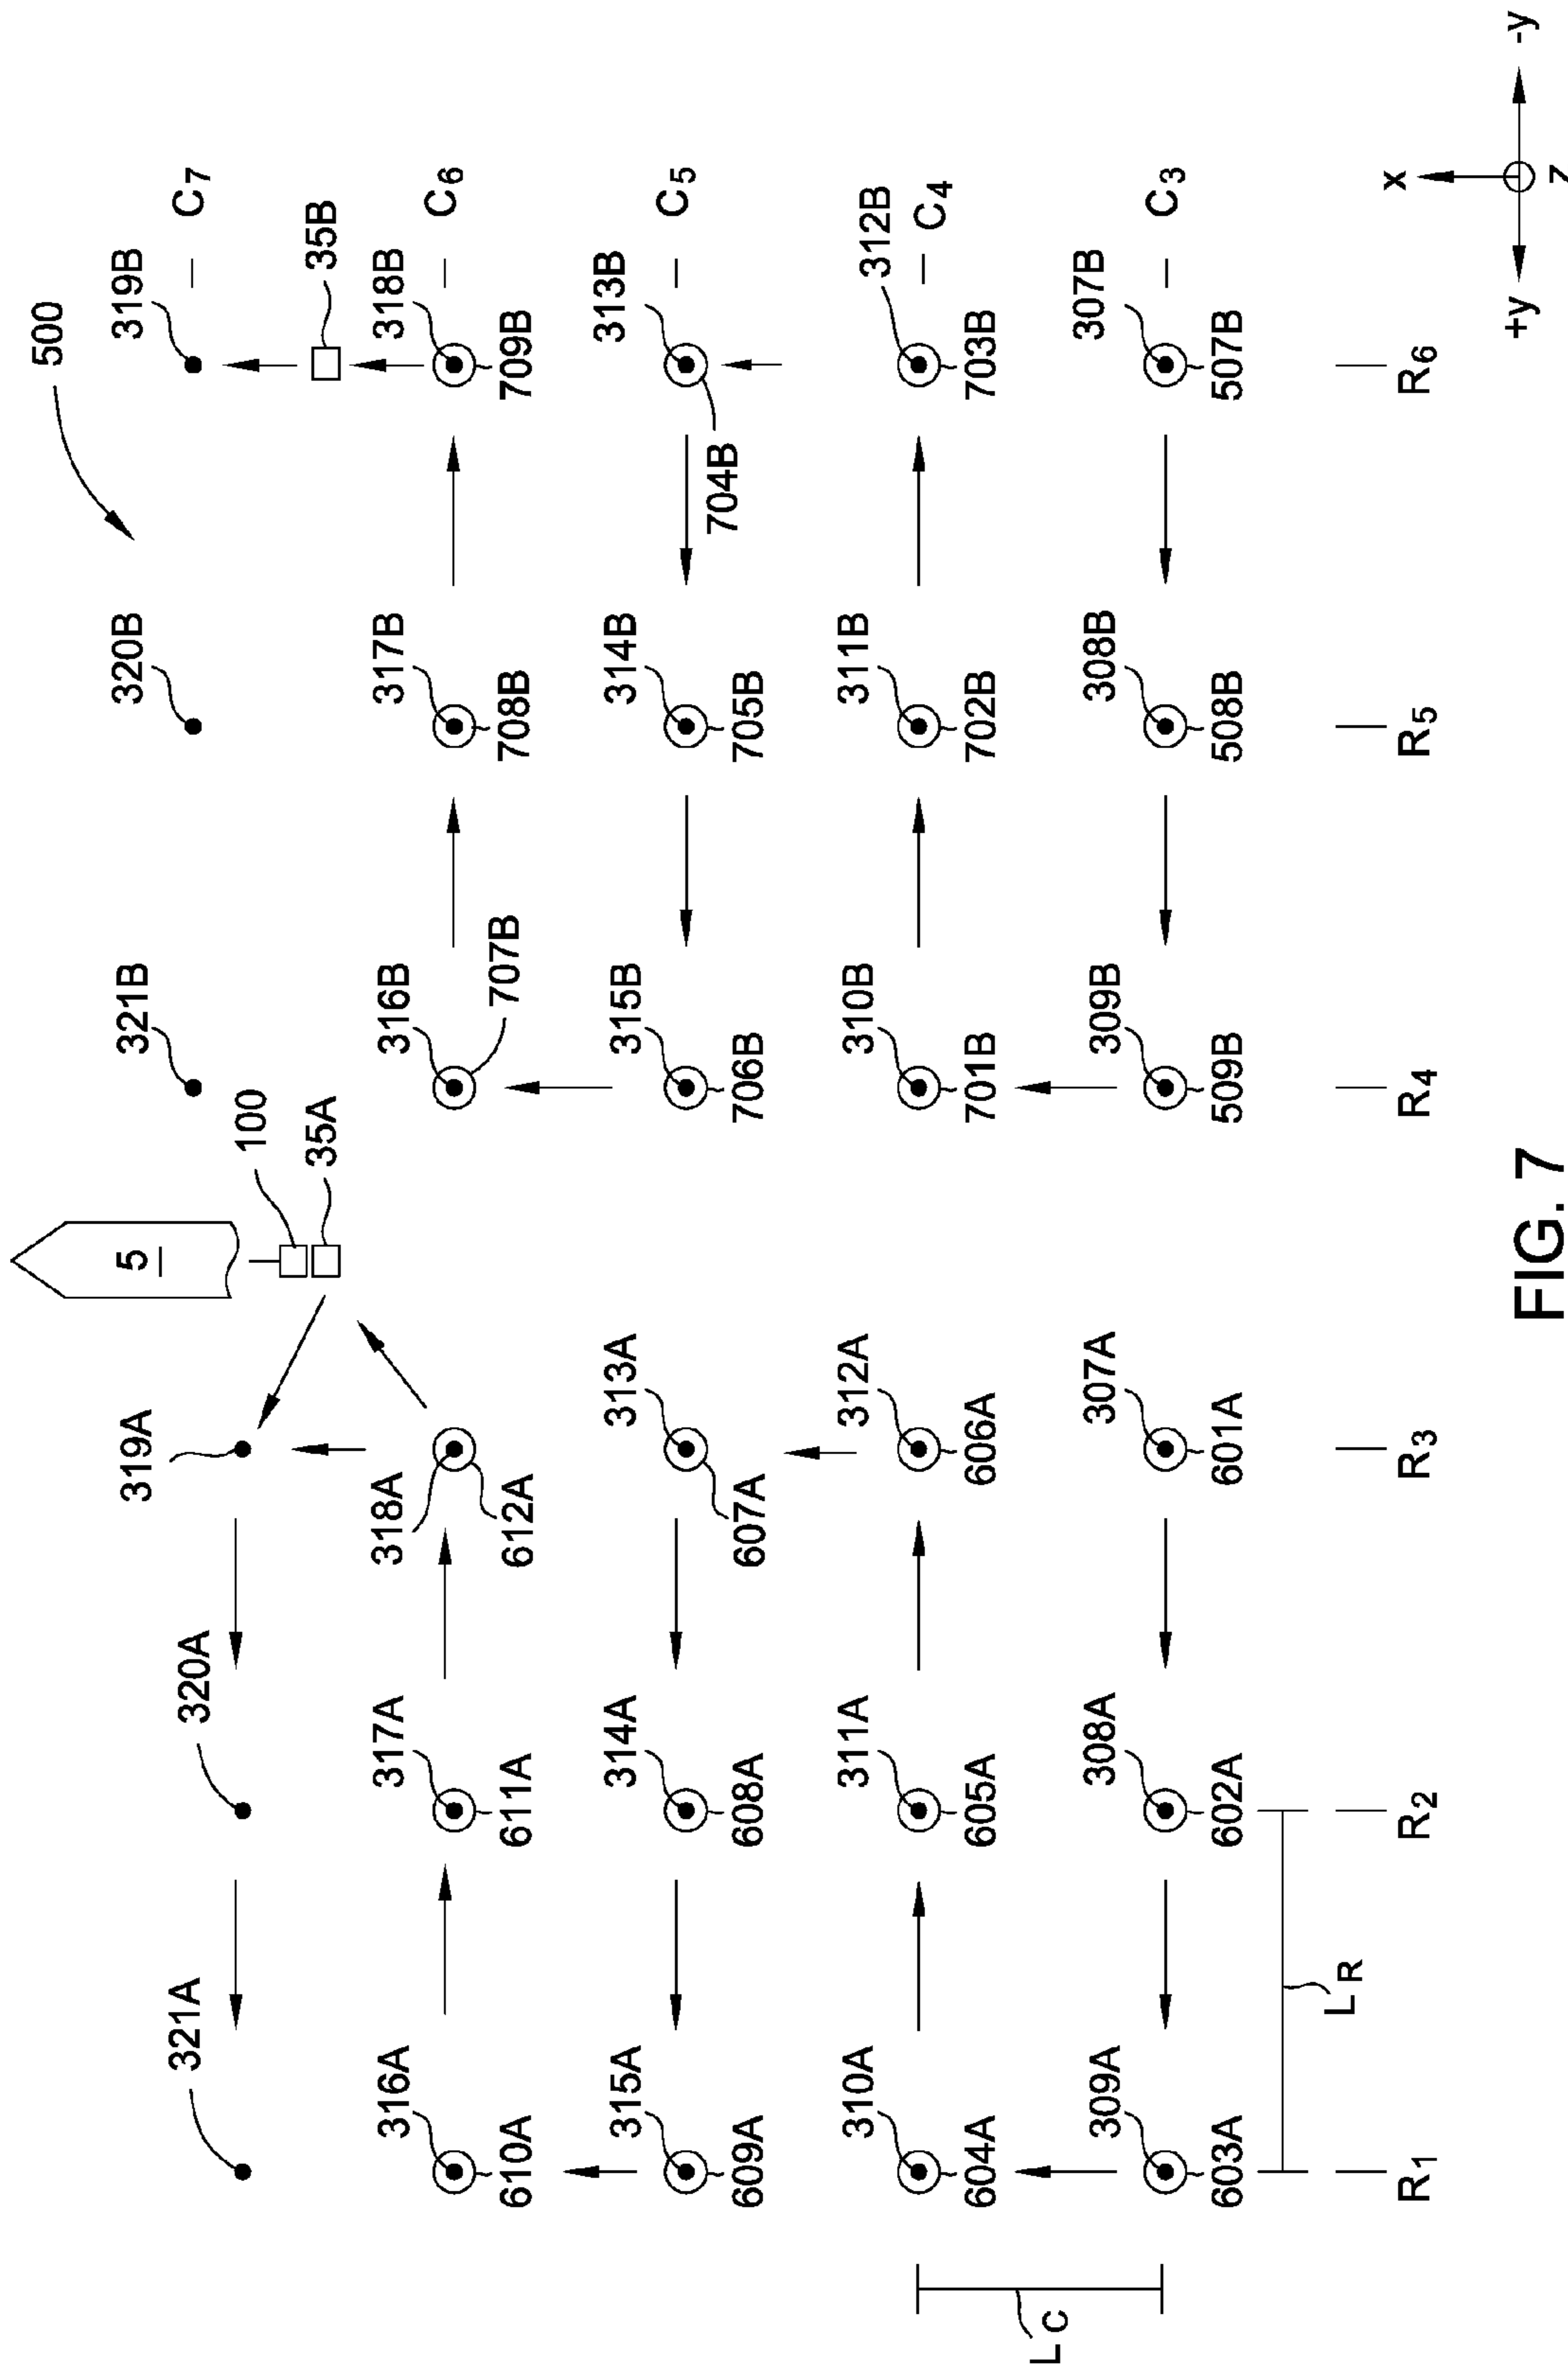 500
321A
320A
319A
5
100
35A
321B
320B
319B
C7
35B
316A
317A
318A
316B
317B
318B
C6
610A
611A
612A
707B
708B
709B
315A
314A
313A
315B
314B
313B
C5
609A
608A
607A
706B
705B
704B
310A
311A
312A
310B
311B
312B
C4
604A
605A
606A
701B
702B
703B
LC
309A
308A
307A
309B
308B
307B
C3
603A
602A
601A
509B
508B
507B
LR
R1
R2
R3
R4
R5
R6
x
+y
-y
Z
FIG. 7